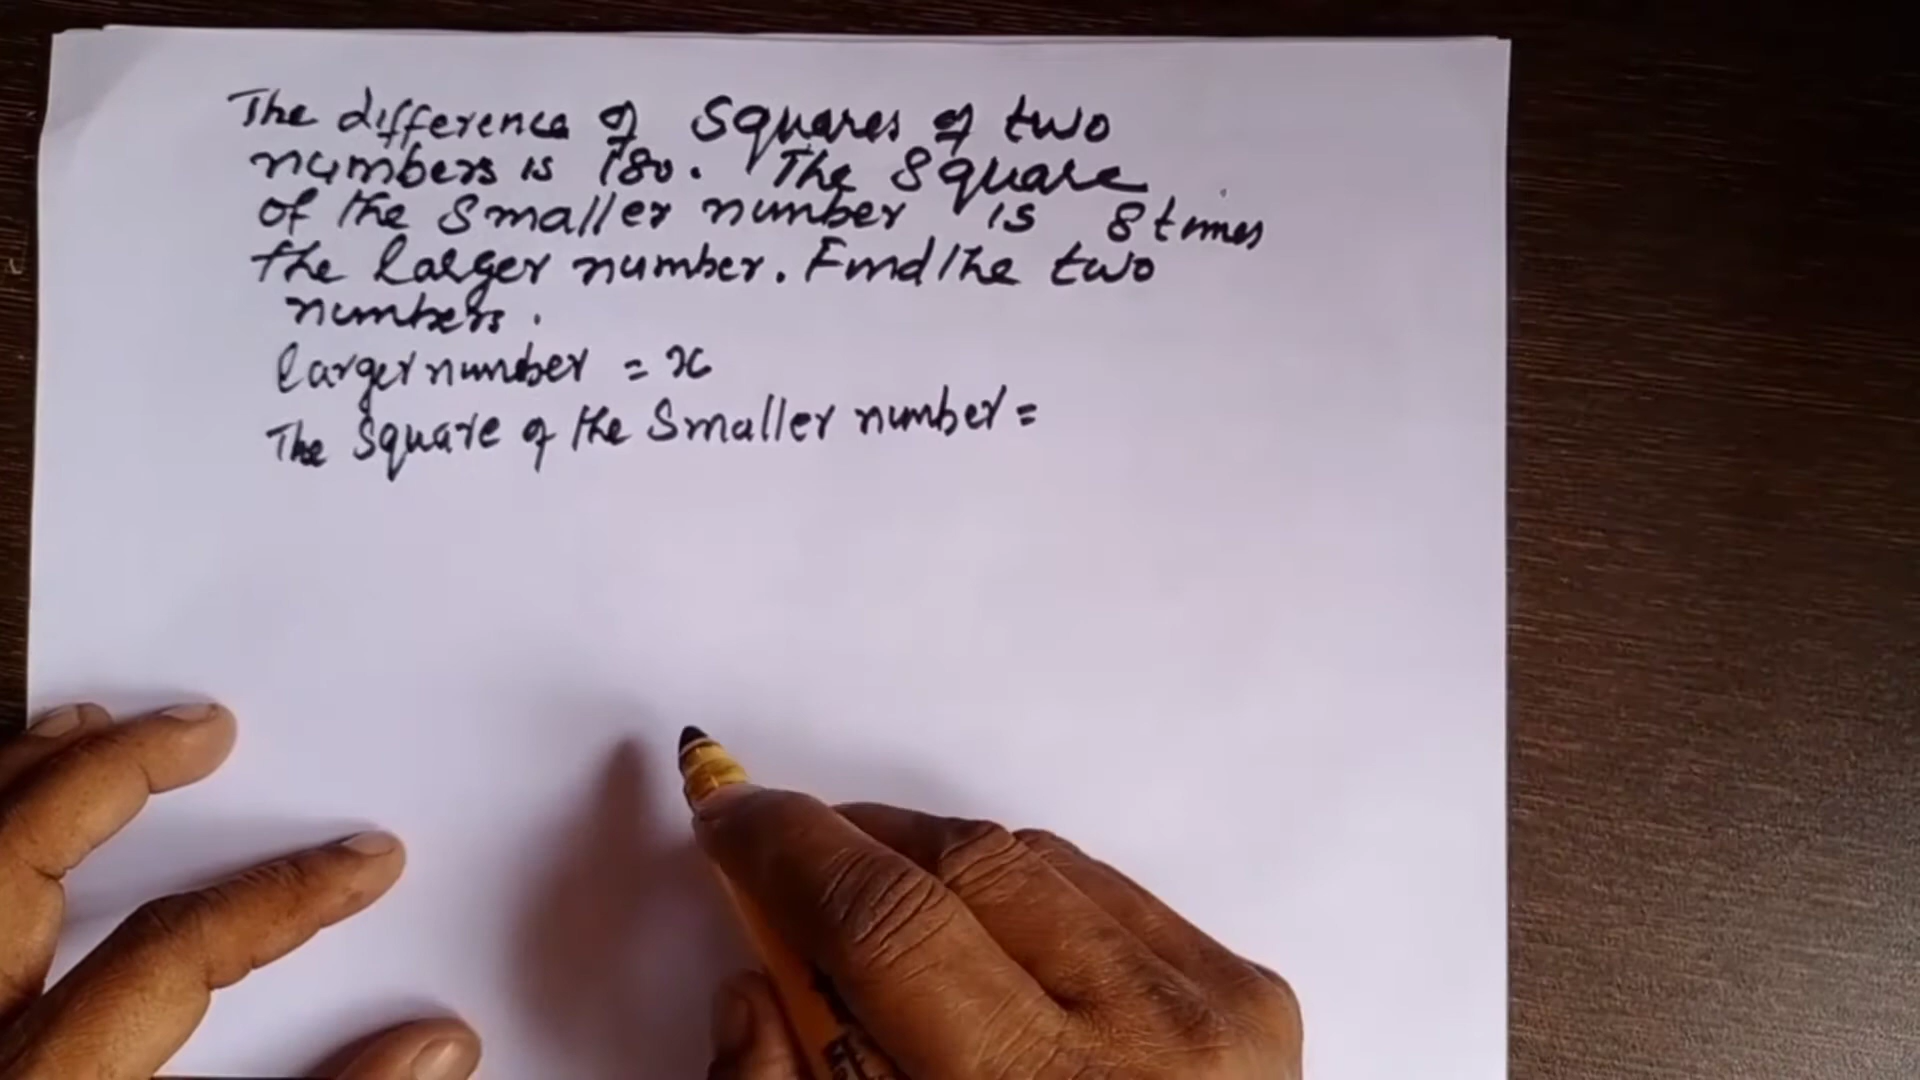 The difference of squares of two
numbers is 180. The square
of the smaller number is 8 times
the larger number. Find the two
numbers.
larger number = x
The square of the smaller number =